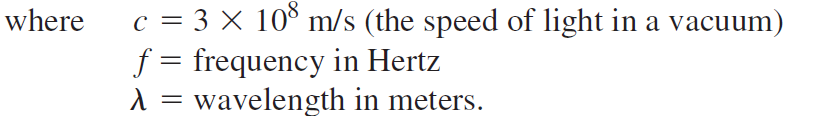 where c = 3 × 10⁸ m/s (the speed of light in a vacuum)
f = frequency in Hertz
λ = wavelength in meters.